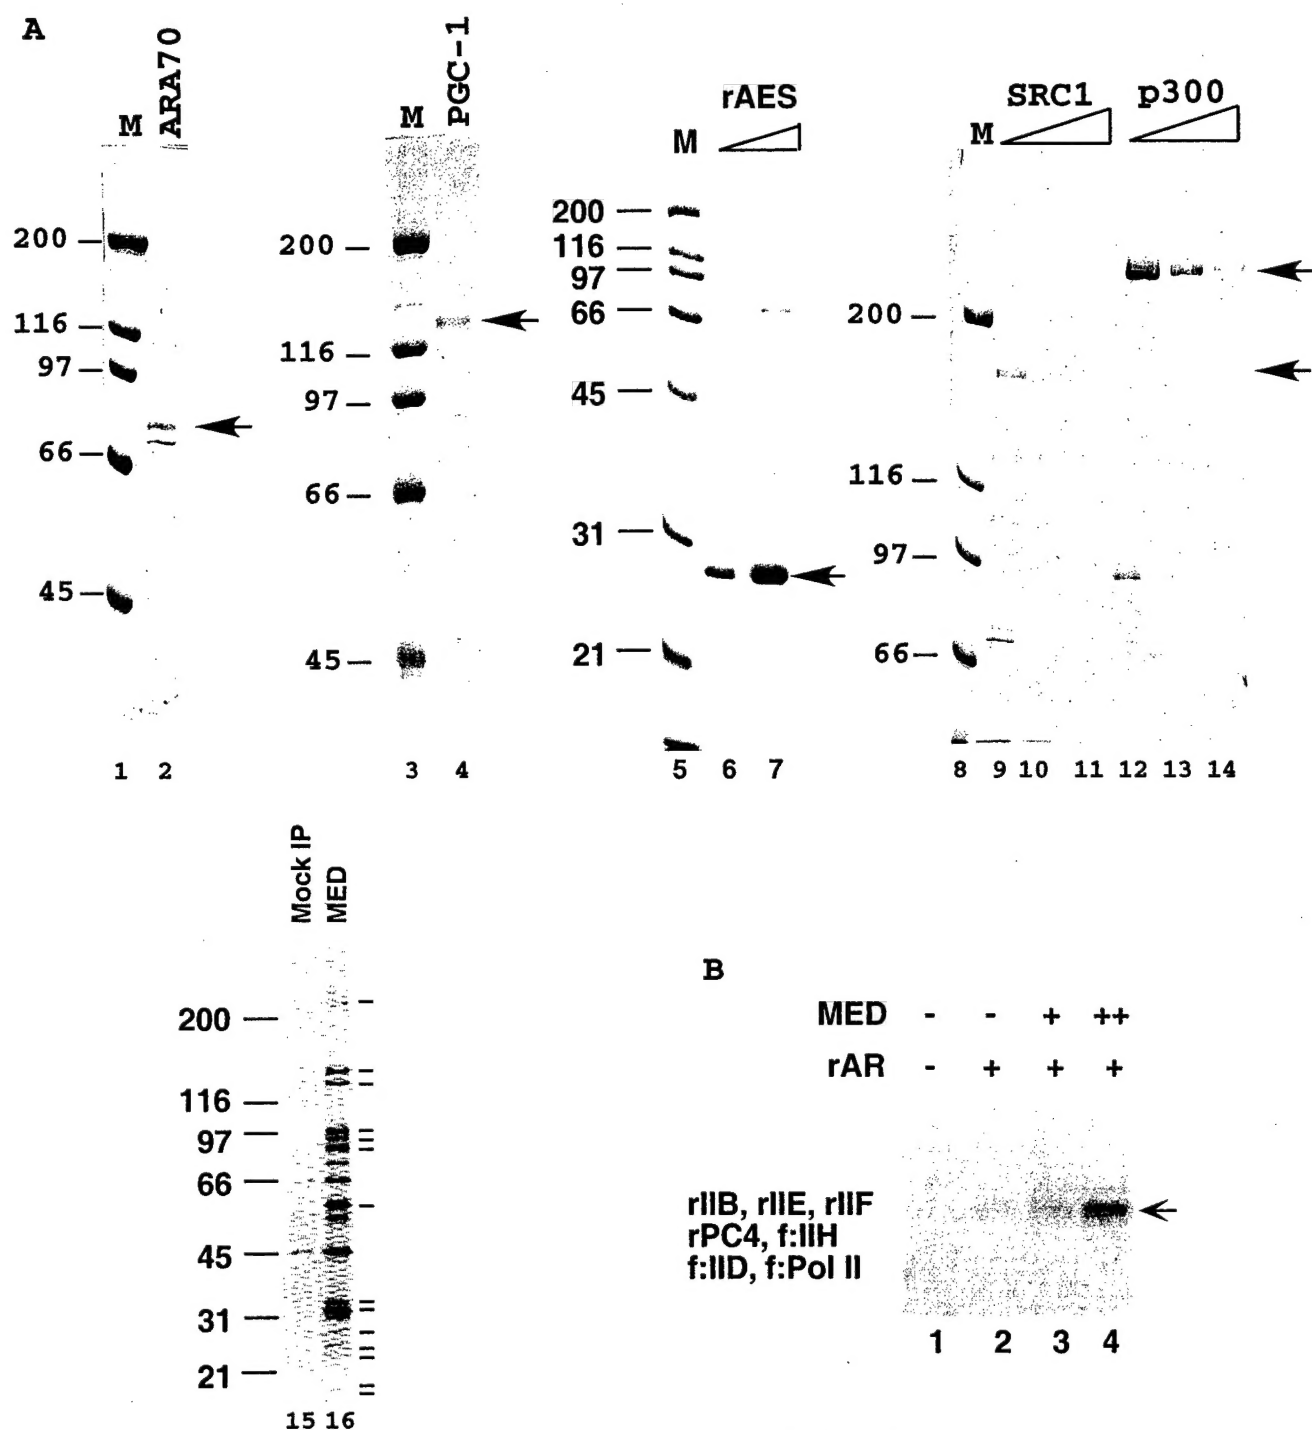 A
M ARA70
200
116
97
66
45
1 2
M PGC-1
200
116
97
66
45
3 4
rAES
M
200
116
97
66
45
31
21
5 6 7
SRC1 p300
M
200
116
97
66
8 9 10 11 12 13 14
Mock IP
MED
200
116
97
66
45
31
21
15 16
B
MED - - + ++
rAR - + + +
rIIB, rIIE, rIIF
rPC4, f:IIH
f:IID, f:Pol II
1 2 3 4